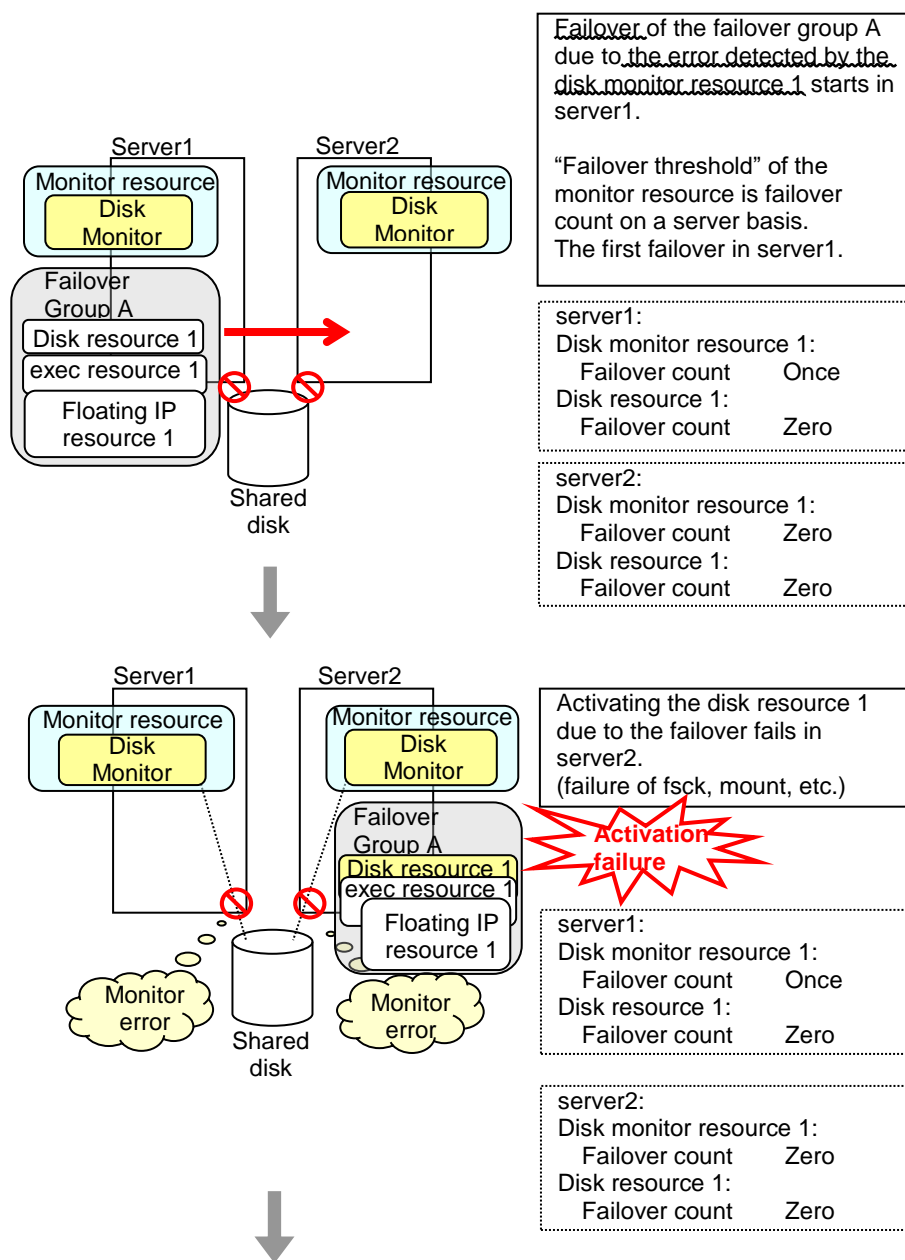 Failover of the failover group A
due to the error detected by the
disk monitor resource 1 starts in
server1.
“Failover threshold” of the
monitor resource is failover
count on a server basis.
The first failover in server1.
Server1
Server2
Monitor resource
Disk
Monitor
Monitor resource
Disk
Monitor
Failover
Group A
Disk resource 1
exec resource 1
Floating IP
resource 1
Shared
disk
server1:
Disk monitor resource 1:
Failover count Once
Disk resource 1:
Failover count Zero
server2:
Disk monitor resource 1:
Failover count Zero
Disk resource 1:
Failover count Zero
Server1
Server2
Monitor resource
Disk
Monitor
Monitor resource
Disk
Monitor
Failover
Group A
Disk resource 1
exec resource 1
Floating IP
resource 1
Monitor
error
Shared
disk
Monitor
error
Activating the disk resource 1
due to the failover fails in
server2.
(failure of fsck, mount, etc.)
Activation
failure
server1:
Disk monitor resource 1:
Failover count Once
Disk resource 1:
Failover count Zero
server2:
Disk monitor resource 1:
Failover count Zero
Disk resource 1:
Failover count Zero